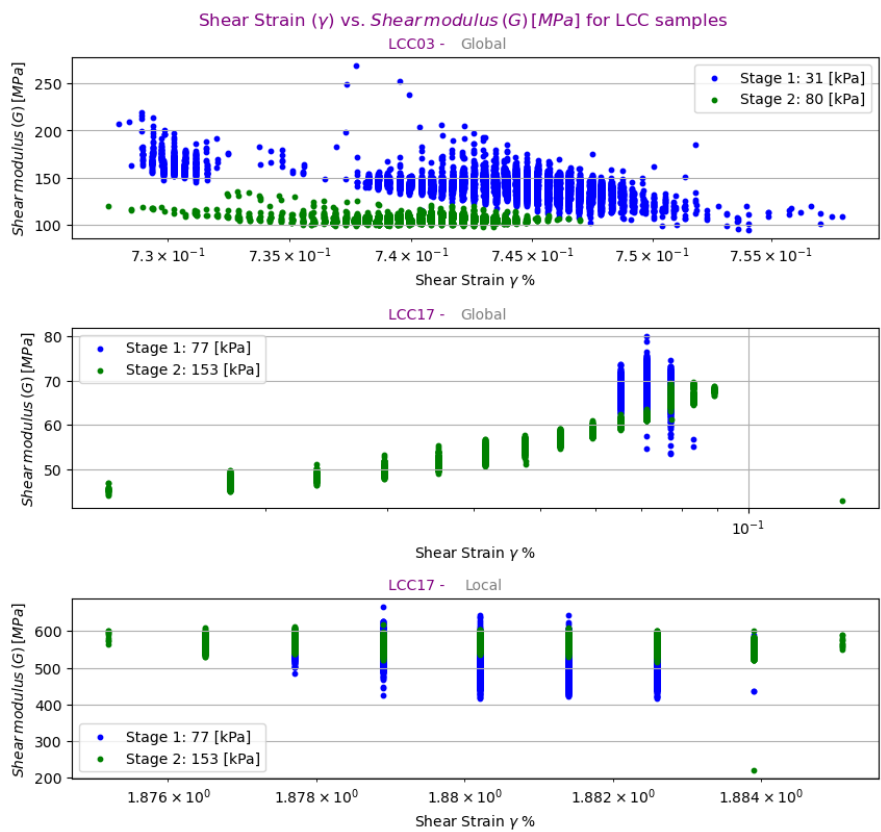 Shear Strain (γ) vs. Shear modulus (G) [MPa] for LCC samples
LCC03 - Global
Shear modulus (G) [MPa]
250
200
150
100
Stage 1: 31 [kPa]
Stage 2: 80 [kPa]
7.3 × 10⁻¹ 7.35 × 10⁻¹ 7.4 × 10⁻¹ 7.45 × 10⁻¹ 7.5 × 10⁻¹ 7.55 × 10⁻¹
Shear Strain γ %
LCC17 - Global
Shear modulus (G) [MPa]
80
70
60
50
Stage 1: 77 [kPa]
Stage 2: 153 [kPa]
10⁻¹
Shear Strain γ %
LCC17 - Local
Shear modulus (G) [MPa]
600
500
400
300
200
Stage 1: 77 [kPa]
Stage 2: 153 [kPa]
1.876 × 10⁰ 1.878 × 10⁰ 1.88 × 10⁰ 1.882 × 10⁰ 1.884 × 10⁰
Shear Strain γ %